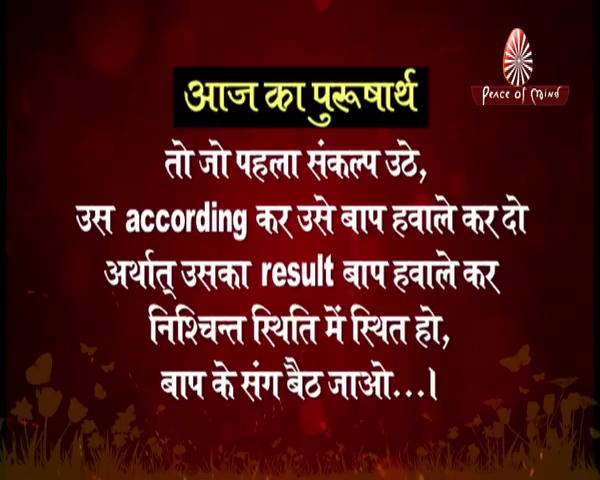 Peace of Mind
आज का पुरूषार्थ
तो जो पहला संकल्प उठे,
उस according कर उसे बाप हवाले कर दो
अर्थात् उसका result बाप हवाले कर
निश्चिन्त स्थिति में स्थित हो,
बाप के संग बैठ जाओ...।